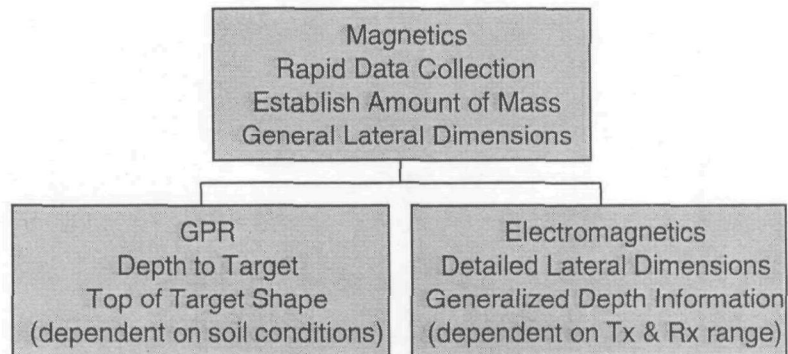 Magnetics
Rapid Data Collection
Establish Amount of Mass
General Lateral Dimensions
GPR
Depth to Target
Top of Target Shape
(dependent on soil conditions)
Electromagnetics
Detailed Lateral Dimensions
Generalized Depth Information
(dependent on Tx & Rx range)